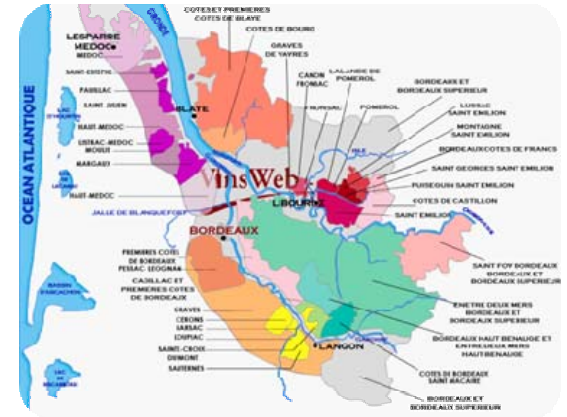 GIRONDE
COTES ET PREMIERES
COTES DE BLAYE
COTES DE BOURG
GRAVES
DE VAYRES
CANON
FRONSAC
LALANDE DE
POMEROL
FRONSAC
POMEROL
BORDEAUX ET
BORDEAUX SUPERIEUR
LUSSAC
SAINT EMILION
MONTAGNE
SAINT EMILION
BORDEAUX COTES DE FRANCS
SAINT GEORGES SAINT EMILION
PUISSEGUIN SAINT EMILION
COTES DE CASTILLON
SAINT EMILION
LESPARRE
MEDOC
MEDOC
SAINT-ESTEPHE
PAUILLAC
SAINT JULIEN
HAUT-MEDOC
LISTRAC-MEDOC
MOULIS
MARGAUX
HAUT-MEDOC
JALLE DE BLANQUEFORT
OCEAN ATLANTIQUE
BLAYE
ISLE
VinsWeb
LIBOURNE
BORDEAUX
PREMIERES COTES
DE BORDEAUX
PESSAC-LEOGNAN
CADILLAC ET
PREMIERES COTES
DE BORDEAUX
GRAVES
CERONS
BARSAC
LOUPIAC
SAINTE-CROIX
DUMONT
SAUTERNES
LANGON
GARONNE
SAINT FOY BORDEAUX
BORDEAUX ET
BORDEAUX SUPERIEUR
ENTRE DEUX MERS
BORDEAUX ET
BORDEAUX SUPERIEUR
BORDEAUX HAUT BENAUGE ET
ENTRE DEUX MERS
HAUT BENAUGE
COTES DE BORDEAUX
SAINT MACAIRE
BORDEAUX ET
BORDEAUX SUPERIEUR
BASSIN
D'ARCACHON